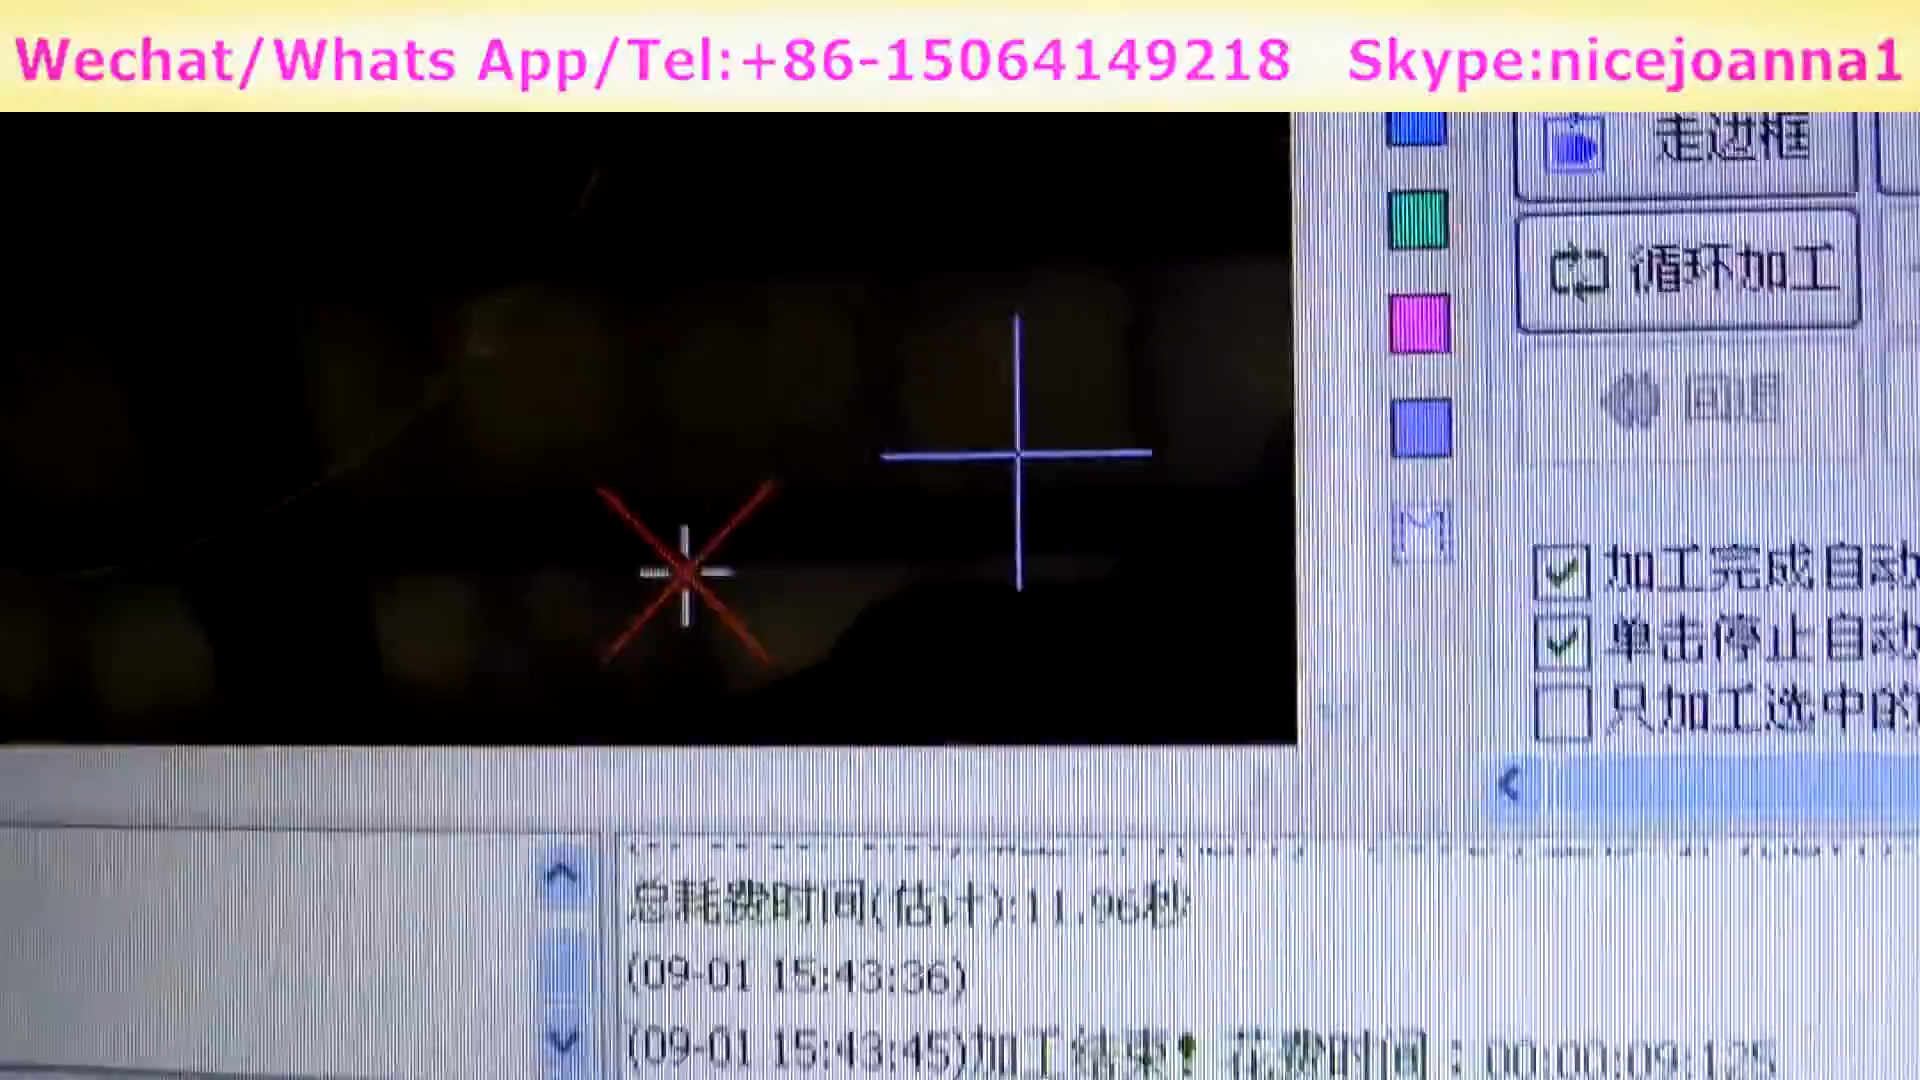 Wechat/Whats App/Tel:+86-15064149218 Skype:nicejoanna1
走边框
循环加工
回退
加工完成自动
单击停止自动
只加工选中的
总耗费时间(估计):11.96秒
(09-01 15:43:36)
(09-01 15:43:45)加工结束! 花费时间：00:00:09:125